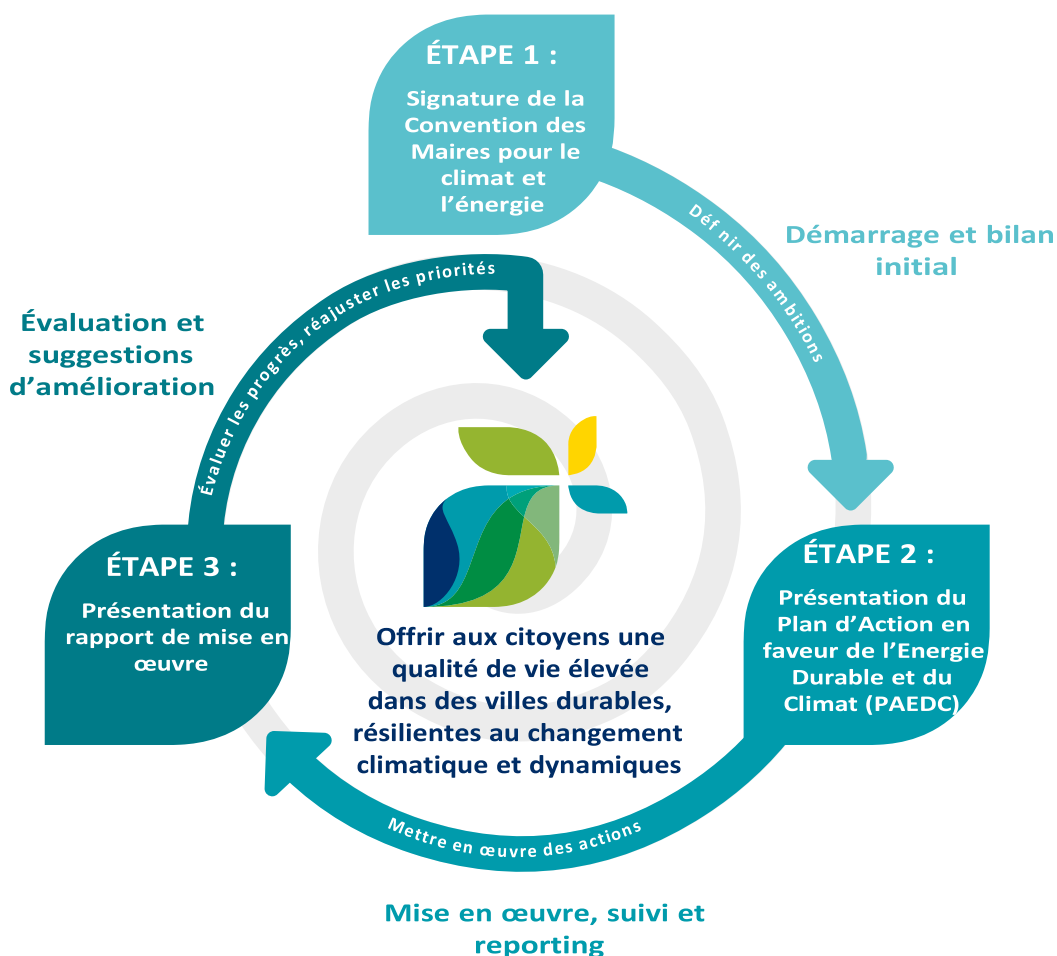 ÉTAPE 1 :
Signature de la
Convention des
Maires pour le
climat et
l’énergie
Déf nir des ambitions
Démarrage et bilan
initial
ÉTAPE 2 :
Présentation du
Plan d’Action en
faveur de l’Energie
Durable et du
Climat (PAEDC)
Mettre en œuvre des actions
Mise en œuvre, suivi et
reporting
ÉTAPE 3 :
Présentation du
rapport de mise en
œuvre
Évaluer les progrès, réajuster les priorités
Évaluation et
suggestions
d’amélioration
Offrir aux citoyens une
qualité de vie élevée
dans des villes durables,
résilientes au changement
climatique et dynamiques